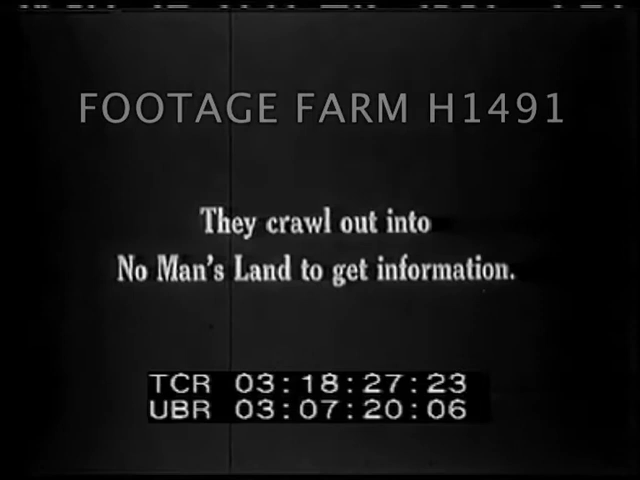 FOOTAGE FARM H1491
They crawl out into
No Man's Land to get information.
TCR 03:18:27:23
UBR 03:07:20:06